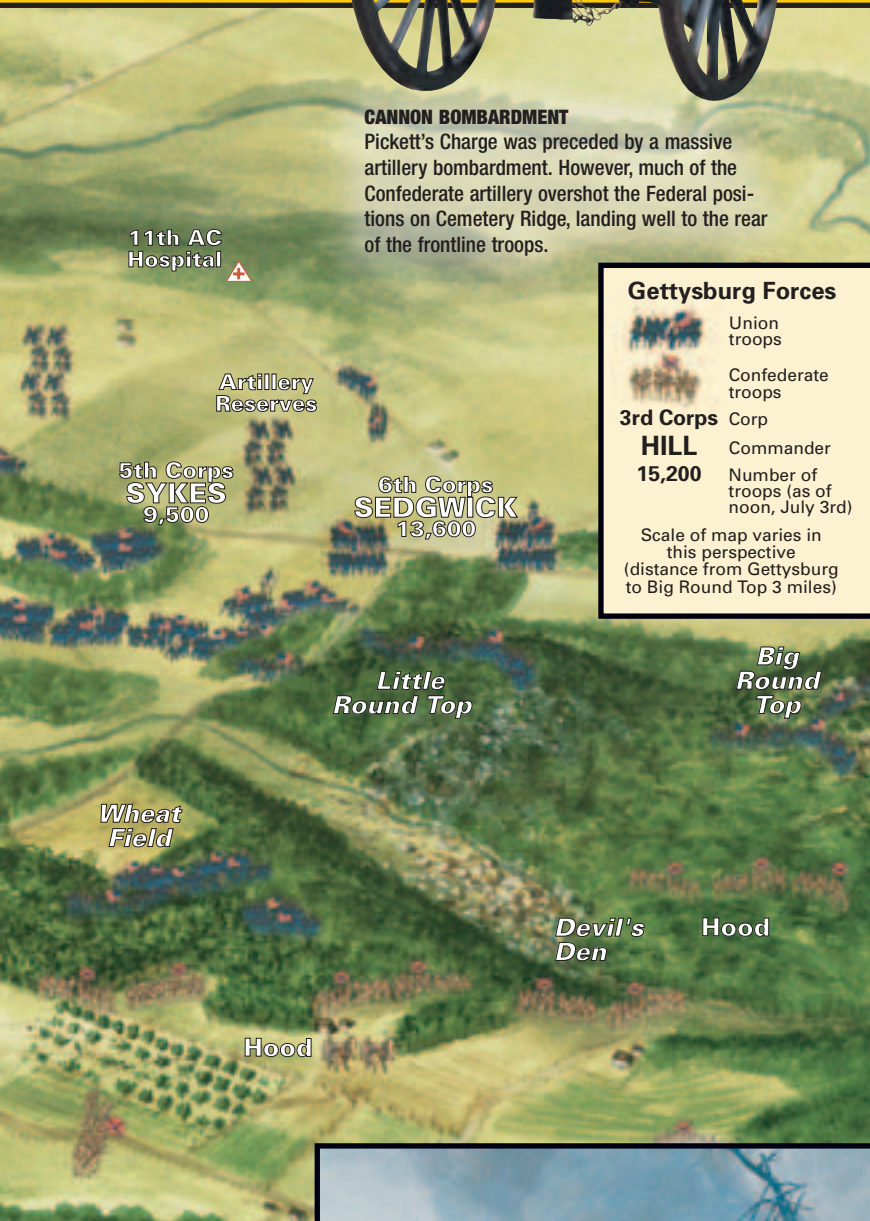 CANNON BOMBARDMENT
Pickett's Charge was preceded by a massive
artillery bombardment. However, much of the
Confederate artillery overshot the Federal posi-
tions on Cemetery Ridge, landing well to the rear
of the frontline troops.
11th AC
Hospital
Gettysburg Forces
Union
troops
Confederate
troops
3rd Corps Corp
HILL Commander
15,200 Number of
troops (as of
noon, July 3rd)
Scale of map varies in
this perspective
(distance from Gettysburg
to Big Round Top 3 miles)
Artillery
Reserves
5th Corps
SYKES
9,500
6th Corps
SEDGWICK
13,600
Little
Round Top
Big
Round
Top
Wheat
Field
Devil's
Den
Hood
Hood